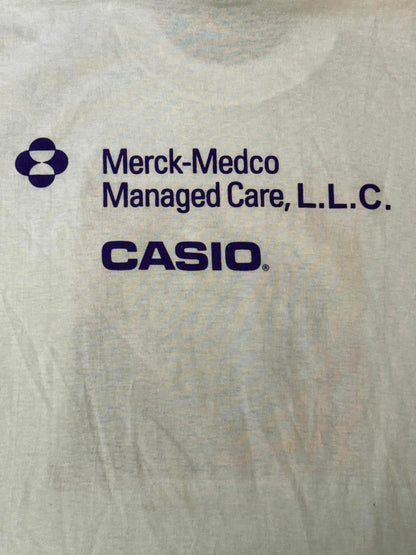 Merck-Medco
Managed Care, L.L.C.
CASIO®